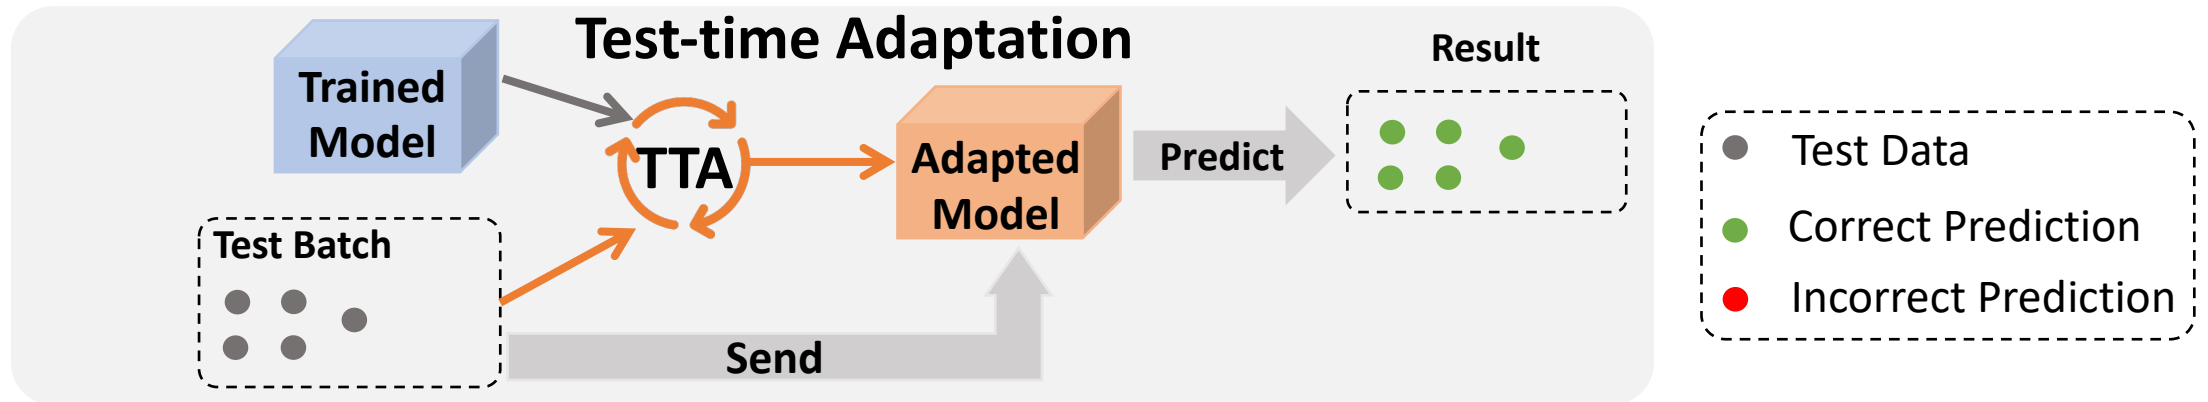 Test-time Adaptation
Trained
Model
TTA
Test Batch
Send
Adapted
Model
Predict
Result
Test Data
Correct Prediction
Incorrect Prediction